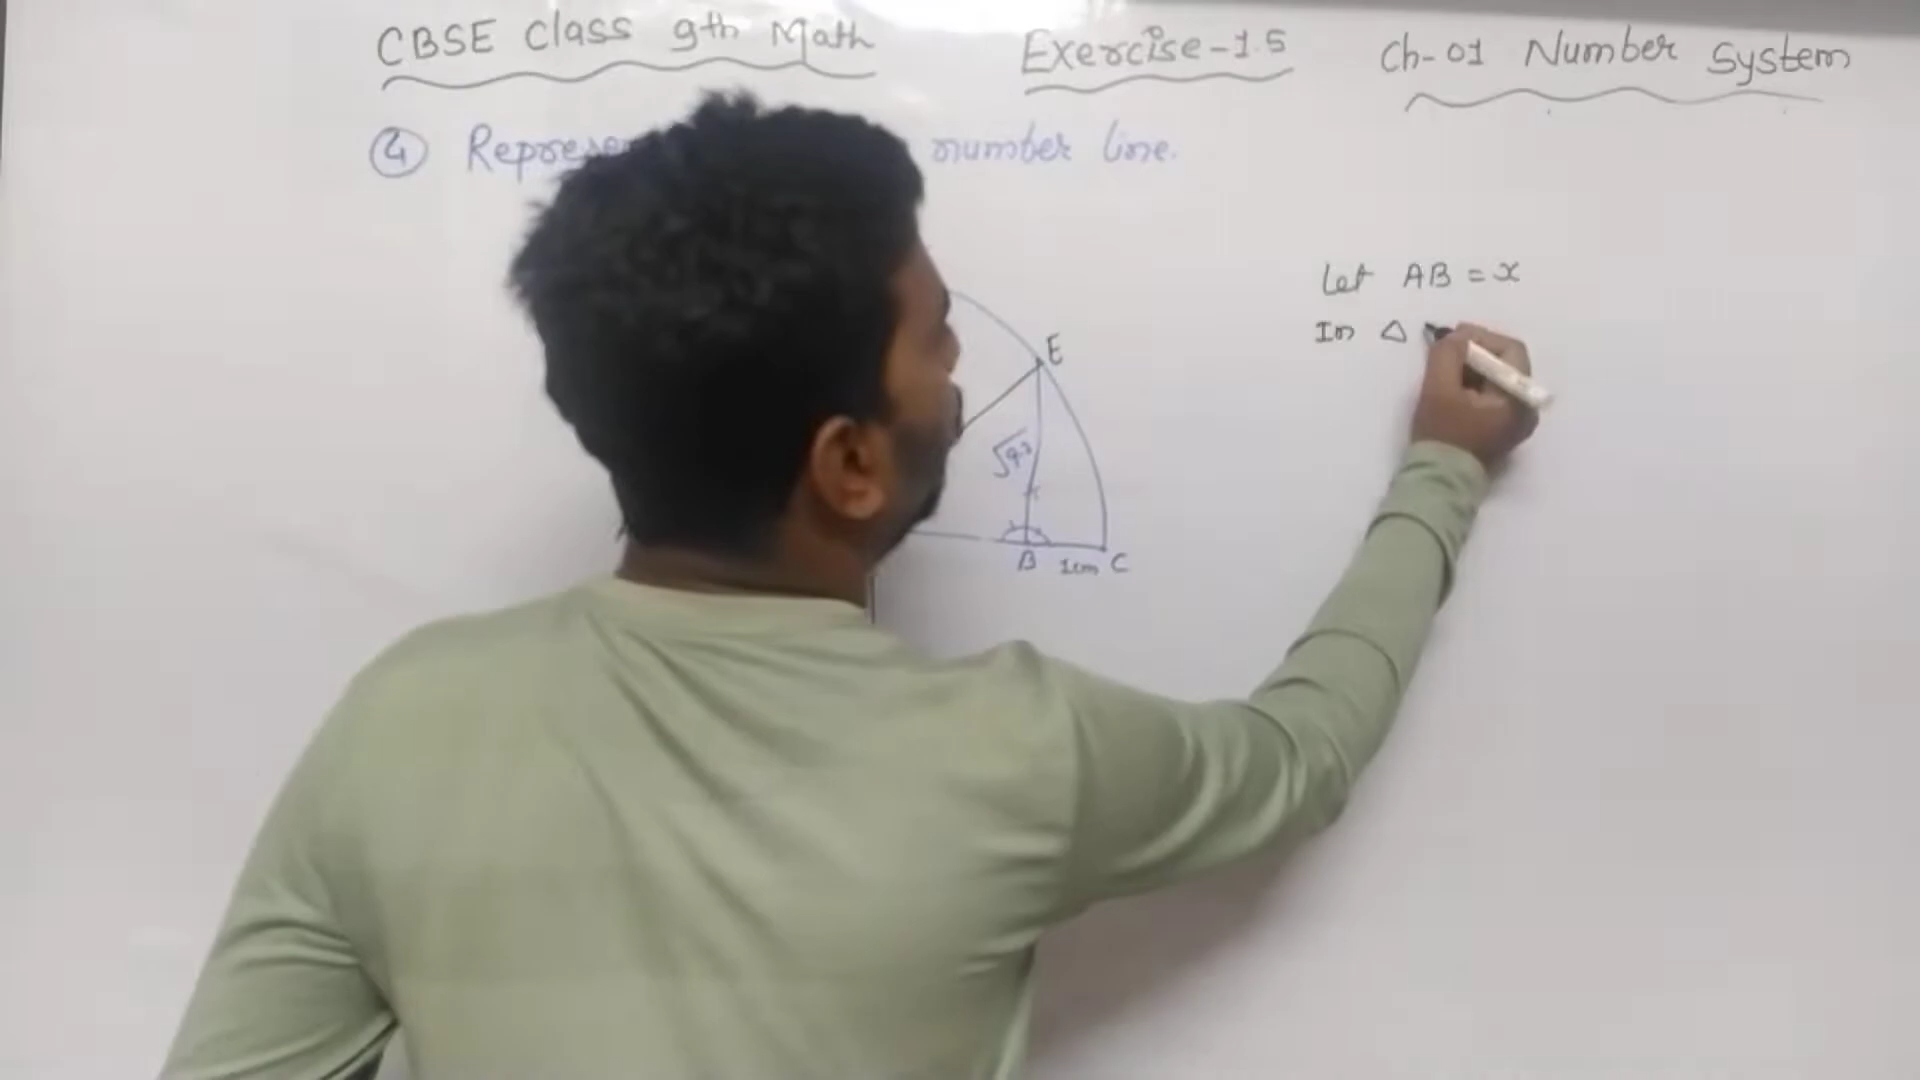 CBSE Class 9th Math Exercise-1.5 Ch-01 Number System
④ number line.
Let AB = x
In △
E
√9.3
B 1cm C